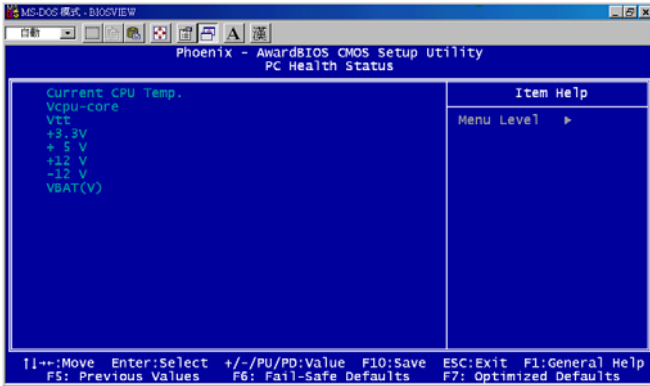 MS-DOS 模式 - BIOSVIEW
自動 A 漢
Phoenix - AwardBIOS CMOS Setup Utility
PC Health Status
Current CPU Temp.
Vcpu-core
Vtt
+3.3V
+ 5 V
+12 V
-12 V
VBAT(V)
Item Help
Menu Level ▶
↑↓→←:Move Enter:Select +/-/PU/PD:Value F10:Save ESC:Exit F1:General Help
F5: Previous Values F6: Fail-Safe Defaults F7: Optimized Defaults